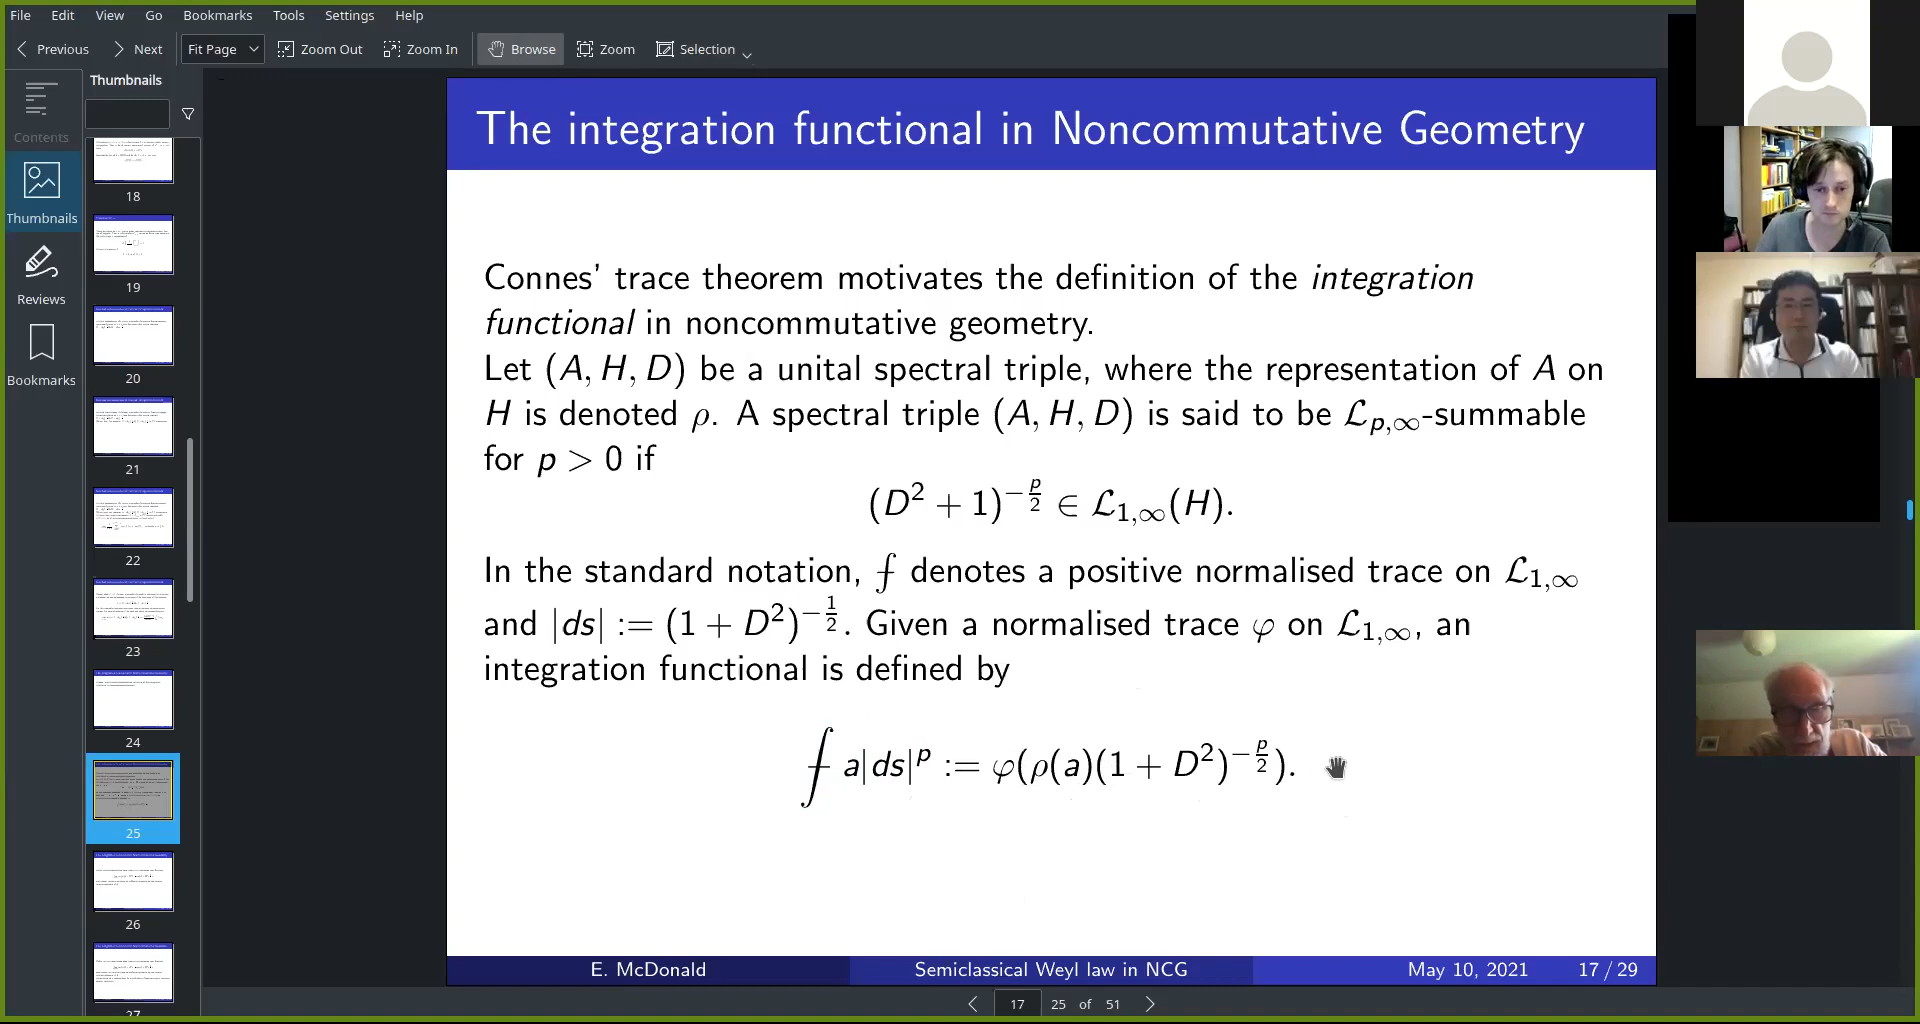 File Edit View Go Bookmarks Tools Settings Help
Previous Next Fit Page Zoom Out Zoom In Browse Zoom Selection
Contents
Thumbnails
Reviews
Bookmarks
Thumbnails
18
19
20
21
22
23
24
25
26
27
The integration functional in Noncommutative Geometry
Connes’ trace theorem motivates the definition of the integration
functional in noncommutative geometry.
Let (A, H, D) be a unital spectral triple, where the representation of A on
H is denoted ρ. A spectral triple (A, H, D) is said to be ℒ_{p,∞}-summable
for p > 0 if
(D² + 1)^{−p/2} ∈ ℒ_{1,∞}(H).
In the standard notation, ⨍ denotes a positive normalised trace on ℒ_{1,∞}
and |ds| := (1 + D²)^{−1/2}. Given a normalised trace φ on ℒ_{1,∞}, an
integration functional is defined by
⨍ a|ds|^p := φ(ρ(a)(1 + D²)^{−p/2}).
E. McDonald Semiclassical Weyl law in NCG May 10, 2021 17 / 29
17 25 of 51